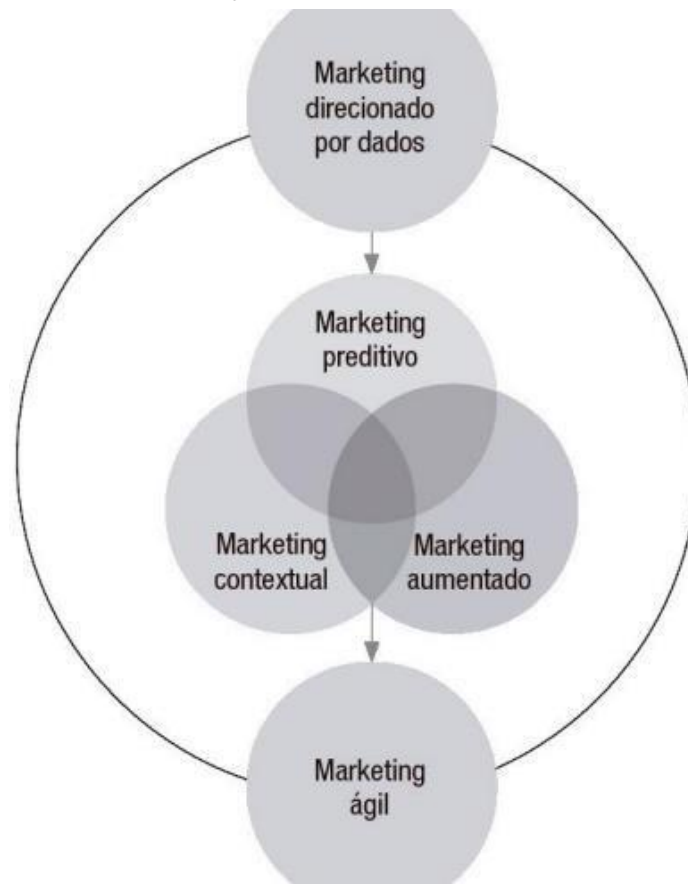 Marketing
direcionado
por dados
Marketing
preditivo
Marketing
contextual
Marketing
aumentado
Marketing
ágil